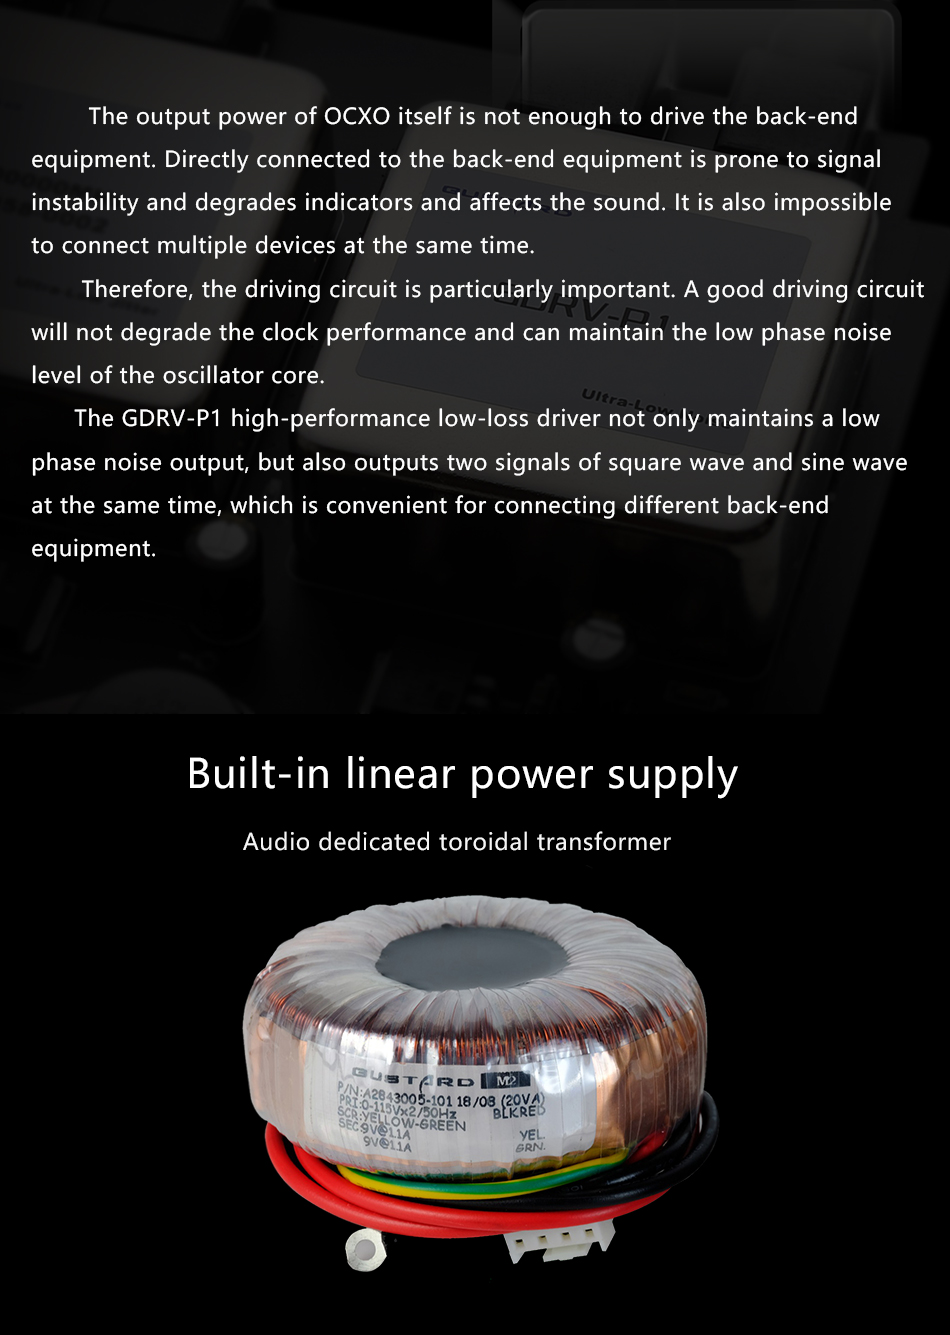 The output power of OCXO itself is not enough to drive the back-end
equipment. Directly connected to the back-end equipment is prone to signal
instability and degrades indicators and affects the sound. It is also impossible
to connect multiple devices at the same time.
Therefore, the driving circuit is particularly important. A good driving circuit
will not degrade the clock performance and can maintain the low phase noise
level of the oscillator core.
The GDRV-P1 high-performance low-loss driver not only maintains a low
phase noise output, but also outputs two signals of square wave and sine wave
at the same time, which is convenient for connecting different back-end
equipment.
GUSTARD
GDRV-P1
Built-in linear power supply
Audio dedicated toroidal transformer
GUSTARD
P/N:A2843005-101 18/08 (20VA)
PRI:0-115Vx2/50Hz BLK.RED
SCR:YELLOW-GREEN
SEC:9V@1.1A YEL.
9V@1.1A GRN.